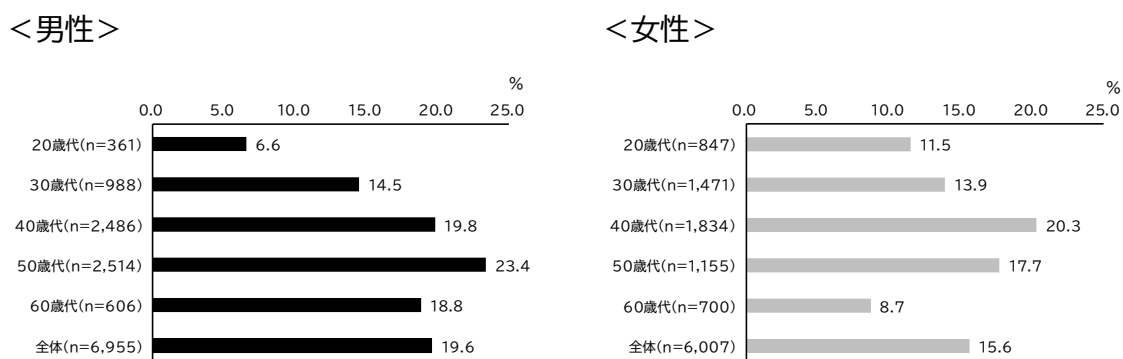 ＜男性＞
%
0.0 5.0 10.0 15.0 20.0 25.0
20歳代(n=361) 6.6
30歳代(n=988) 14.5
40歳代(n=2,486) 19.8
50歳代(n=2,514) 23.4
60歳代(n=606) 18.8
全体(n=6,955) 19.6
＜女性＞
%
0.0 5.0 10.0 15.0 20.0 25.0
20歳代(n=847) 11.5
30歳代(n=1,471) 13.9
40歳代(n=1,834) 20.3
50歳代(n=1,155) 17.7
60歳代(n=700) 8.7
全体(n=6,007) 15.6